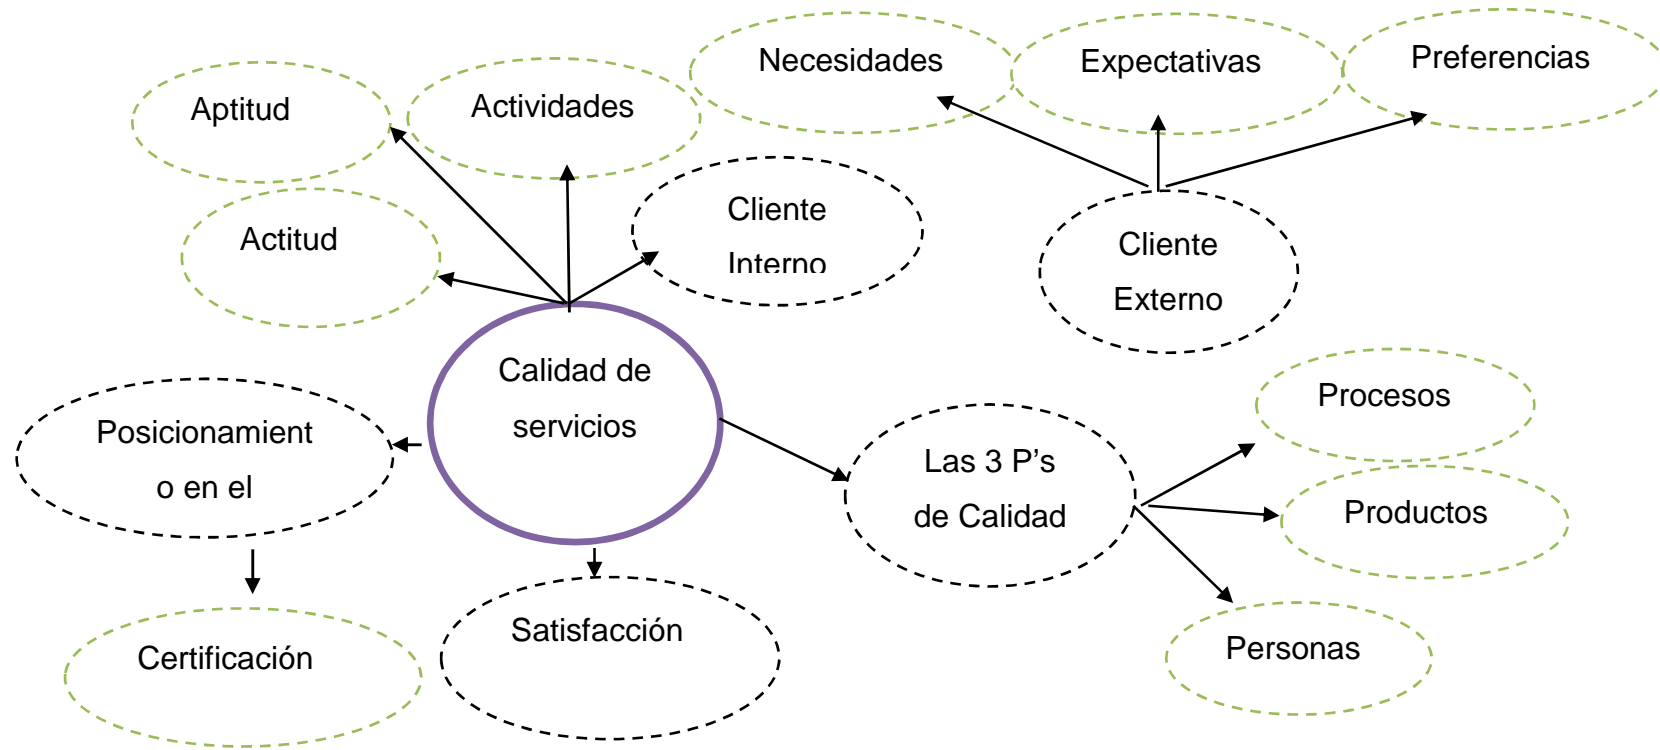 Necesidades
Expectativas
Preferencias
Aptitud
Actividades
Actitud
Cliente
Interno
Cliente
Externo
Calidad de
servicios
Posicionamient
o en el
Las 3 P’s
de Calidad
Procesos
Productos
Personas
Satisfacción
Certificación